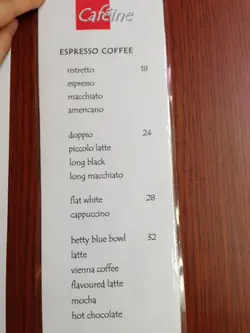 Caféine
ESPRESSO COFFEE
ristretto 18
espresso
macchiato
americano
doppio 24
piccolo latte
long black
long macchiato
flat white 28
cappuccino
betty blue bowl 32
latte
vienna coffee
flavoured latte
mocha
hot chocolate